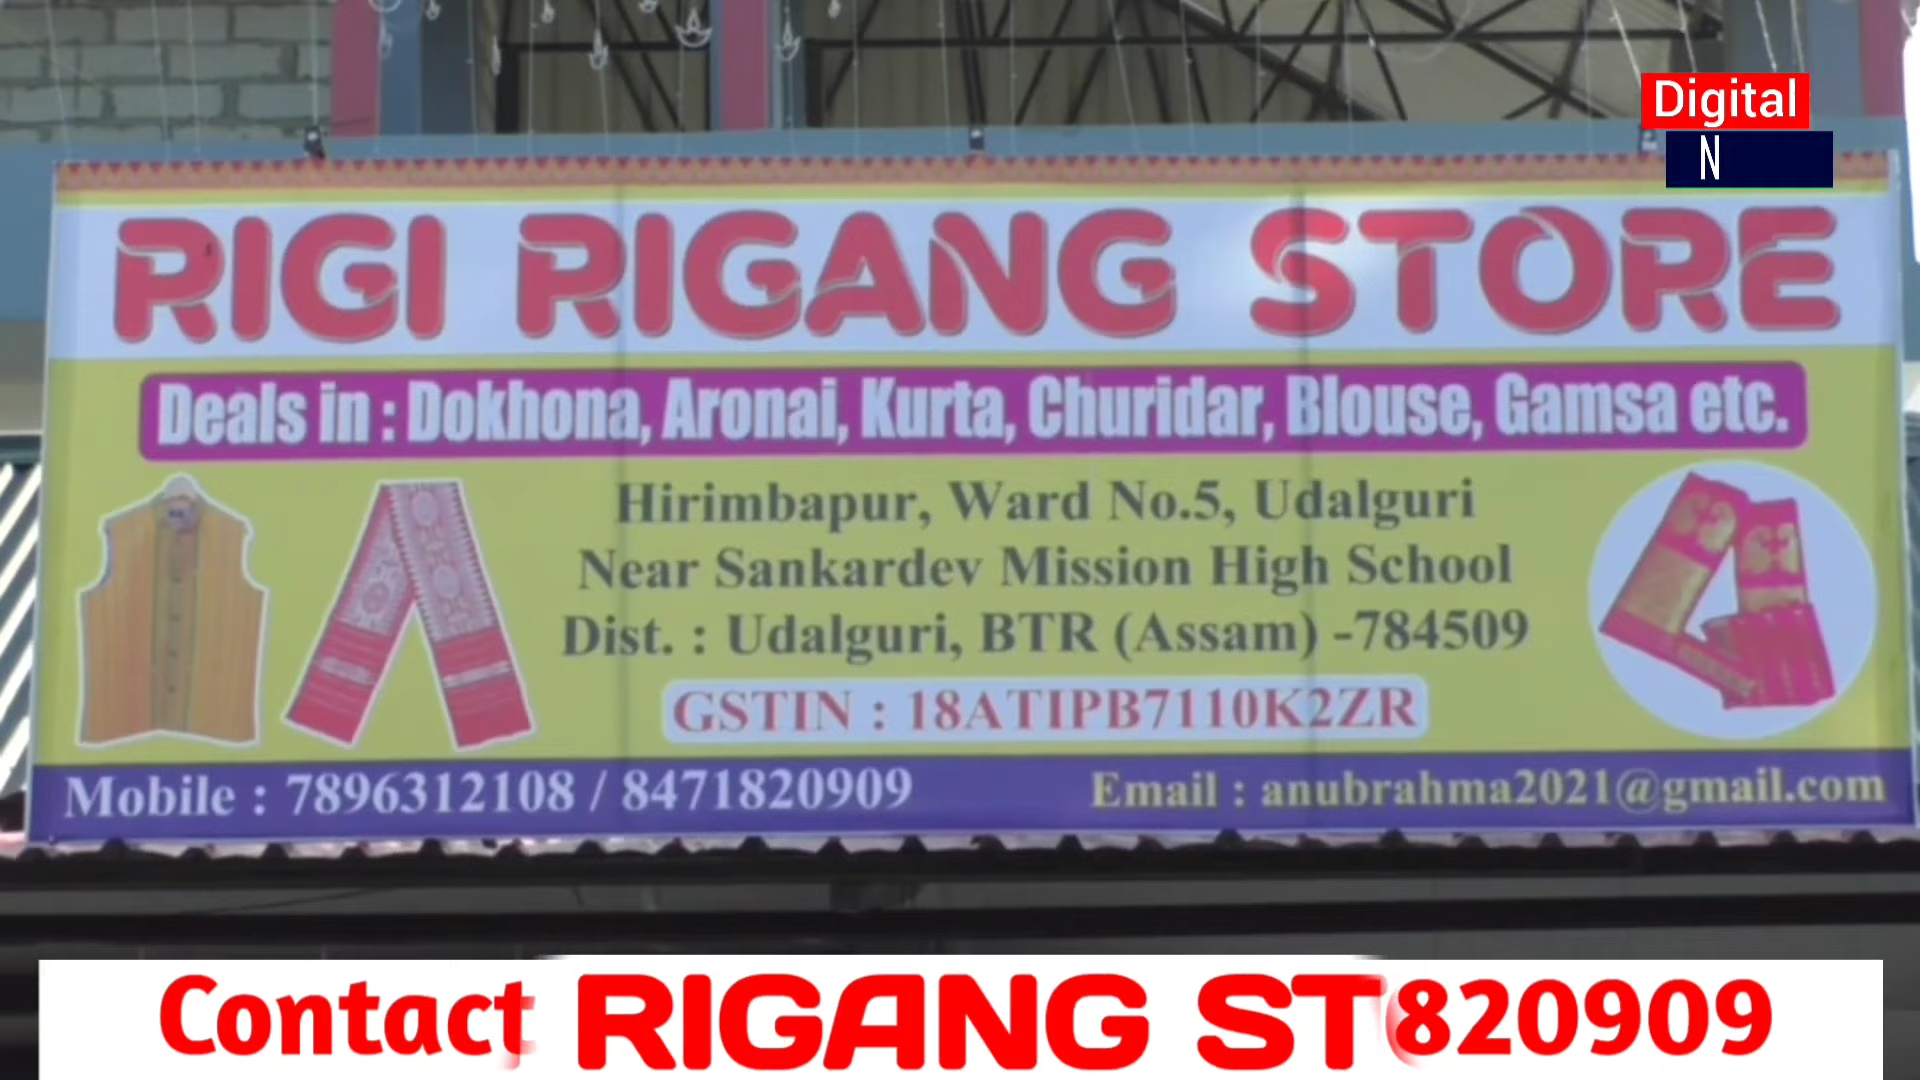 Digital
N
RIGI RIGANG STORE
Deals in : Dokhona, Aronai, Kurta, Churidar, Blouse, Gamsa etc.
Hirimbapur, Ward No.5, Udalguri
Near Sankardev Mission High School
Dist. : Udalguri, BTR (Assam) -784509
GSTIN : 18ATIPB7110K2ZR
Mobile : 7896312108 / 8471820909
Email : anubrahma2021@gmail.com
Contact RIGANG ST 820909